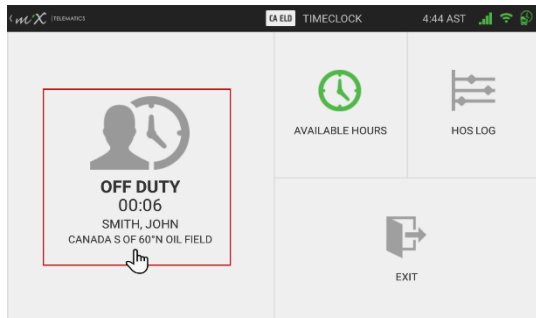 miX TELEMATICS
CA ELD TIMECLOCK
4:44 AST
OFF DUTY
00:06
SMITH, JOHN
CANADA S OF 60°N OIL FIELD
AVAILABLE HOURS
HOS LOG
EXIT